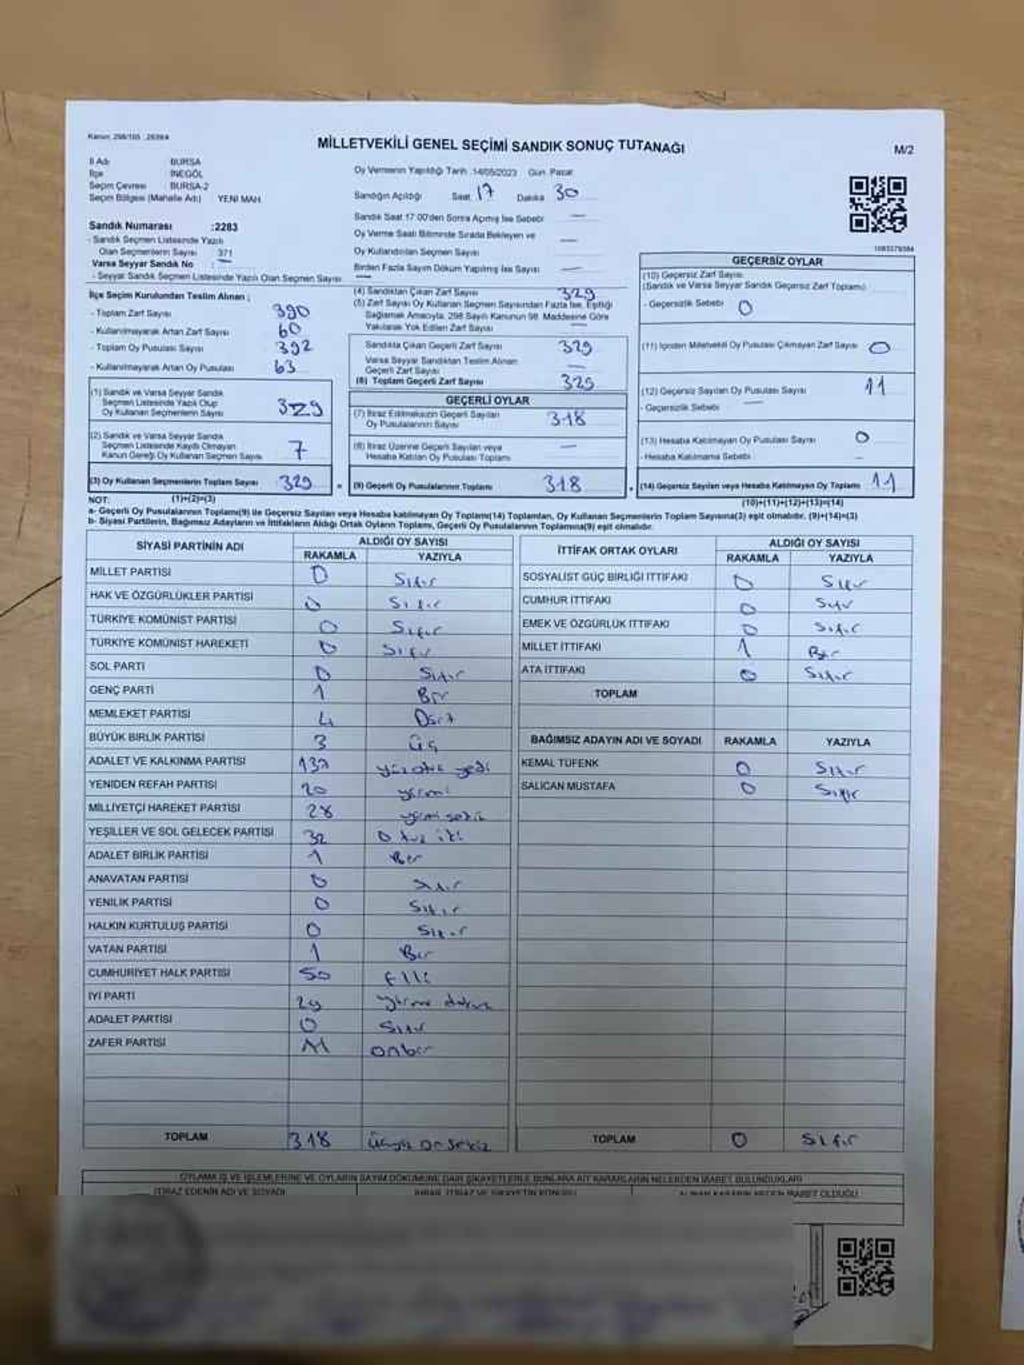 Kanun: 298/105
MİLLETVEKİLİ GENEL SEÇİMİ SANDIK SONUÇ TUTANAĞI
M/2
İl Adı BURSA
İlçe İNEGÖL
Seçim Çevresi : BURSA-2
Seçim Bölgesi (Mahalle Adı) YENİ MAH.
Oy Vermenin Yapıldığı Tarih :14/05/2023 Gün: Pazar
Sandığın Açıldığı Saat 17 Dakika 30
Sandık Saat 17:00'den Sonra Açılmış İse Sebebi —
Oy Verme Saati Bitiminde Sırada Bekleyen ve
Oy Kullandırılan Seçmen Sayısı —
Birden Fazla Sayım Döküm Yapılmış İse Sayısı —
Sandık Numarası :2283
- Sandık Seçmen Listesinde Yazılı
Olan Seçmenlerin Sayısı 371
Varsa Seyyar Sandık No : —
- Seyyar Sandık Seçmen Listesinde Yazılı Olan Seçmen Sayısı —
İlçe Seçim Kurulundan Teslim Alınan ;
- Toplam Zarf Sayısı 390
- Kullanılmayarak Artan Zarf Sayısı 60
- Toplam Oy Pusulası Sayısı 392
- Kullanılmayarak Artan Oy Pusulası 63
(1) Sandık ve Varsa Seyyar Sandık
Seçmen Listesinde Yazılı Olup
Oy Kullanan Seçmenlerin Sayısı 329
(2) Sandık ve Varsa Seyyar Sandık
Seçmen Listesinde Kaydı Olmayan
Kanun Gereği Oy Kullanan Seçmen Sayısı 7
(3) Oy Kullanan Seçmenlerin Toplam Sayısı 329 =
(1)+(2)=(3)
(4) Sandıktan Çıkan Zarf Sayısı 329
(5) Zarf Sayısı Oy Kullanan Seçmen Sayısından Fazla İse, Eşitliği
Sağlamak Amacıyla, 298 Sayılı Kanunun 98. Maddesine Göre
Yakılarak Yok Edilen Zarf Sayısı
Sandıkta Çıkan Geçerli Zarf Sayısı 329
Varsa Seyyar Sandıktan Teslim Alınan
Geçerli Zarf Sayısı —
(6) Toplam Geçerli Zarf Sayısı 329
GEÇERLİ OYLAR
(7) İtiraz Edilmeksizin Geçerli Sayılan
Oy Pusulalarının Sayısı 318
(8) İtiraz Üzerine Geçerli Sayılan veya
Hesaba Katılan Oy Pusulası Toplamı —
(9) Geçerli Oy Pusulalarının Toplamı 318
GEÇERSİZ OYLAR
(10) Geçersiz Zarf Sayısı
(Sandık ve Varsa Seyyar Sandık Geçersiz Zarf Toplamı)
- Geçersizlik Sebebi 0
(11) İçinden Milletvekili Oy Pusulası Çıkmayan Zarf Sayısı 0
(12) Geçersiz Sayılan Oy Pusulası Sayısı 11
- Geçersizlik Sebebi —
(13) Hesaba Katılmayan Oy Pusulası Sayısı 0
- Hesaba Katılmama Sebebi —
(14) Geçersiz Sayılan veya Hesaba Katılmayan Oy Toplamı 11
(10)+(11)+(12)+(13)=(14)
NOT:
a- Geçerli Oy Pusulalarının Toplamı(9) ile Geçersiz Sayılan veya Hesaba katılmayan Oy Toplamı(14) Toplamları, Oy Kullanan Seçmenlerin Toplam Sayısına(3) eşit olmalıdır. (9)+(14)=(3)
b- Siyasi Partilerin, Bağımsız Adayların ve İttifakların Aldığı Ortak Oyların Toplamı, Geçerli Oy Pusulalarının Toplamına(9) eşit olmalıdır.
SİYASİ PARTİNİN ADI ALDIĞI OY SAYISI
RAKAMLA YAZIYLA
MİLLET PARTİSİ 0 Sıfır
HAK VE ÖZGÜRLÜKLER PARTİSİ 0 Sıfır
TÜRKİYE KOMÜNİST PARTİSİ 0 Sıfır
TÜRKİYE KOMÜNİST HAREKETİ 0 Sıfır
SOL PARTİ 0 Sıfır
GENÇ PARTİ 1 Bir
MEMLEKET PARTİSİ 4 Dört
BÜYÜK BİRLİK PARTİSİ 3 üç
ADALET VE KALKINMA PARTİSİ 137 yüzotuz yedi
YENİDEN REFAH PARTİSİ 20 yirmi
MİLLİYETÇİ HAREKET PARTİSİ 28 yirmi sekiz
YEŞİLLER VE SOL GELECEK PARTİSİ 32 Otuz iki
ADALET BİRLİK PARTİSİ 1 Bir
ANAVATAN PARTİSİ 0 Sıfır
YENİLİK PARTİSİ 0 Sıfır
HALKIN KURTULUŞ PARTİSİ 0 Sıfır
VATAN PARTİSİ 1 Bir
CUMHURİYET HALK PARTİSİ 50 Elli
İYİ PARTİ 29 yirmi dokuz
ADALET PARTİSİ 0 Sıfır
ZAFER PARTİSİ 11 onbir
TOPLAM 318 üçyüz onsekiz
İTTİFAK ORTAK OYLARI ALDIĞI OY SAYISI
RAKAMLA YAZIYLA
SOSYALİST GÜÇ BİRLİĞİ İTTİFAKI 0 Sıfır
CUMHUR İTTİFAKI 0 Sıfır
EMEK VE ÖZGÜRLÜK İTTİFAKI 0 Sıfır
MİLLET İTTİFAKI 1 Bir
ATA İTTİFAKI 0 Sıfır
TOPLAM
BAĞIMSIZ ADAYIN ADI VE SOYADI RAKAMLA YAZIYLA
KEMAL TÜFENK 0 Sıfır
SALİCAN MUSTAFA 0 Sıfır
TOPLAM 0 Sıfır
OYLAMA İŞ VE İŞLEMLERİNE VE OYLARIN SAYIM DÖKÜMÜNE DAİR ŞİKAYETLERLE BUNLARA AİT KARARLARIN NELERDEN İBARET BULUNDUKLARI
İTİRAZ EDENİN ADI VE SOYADI